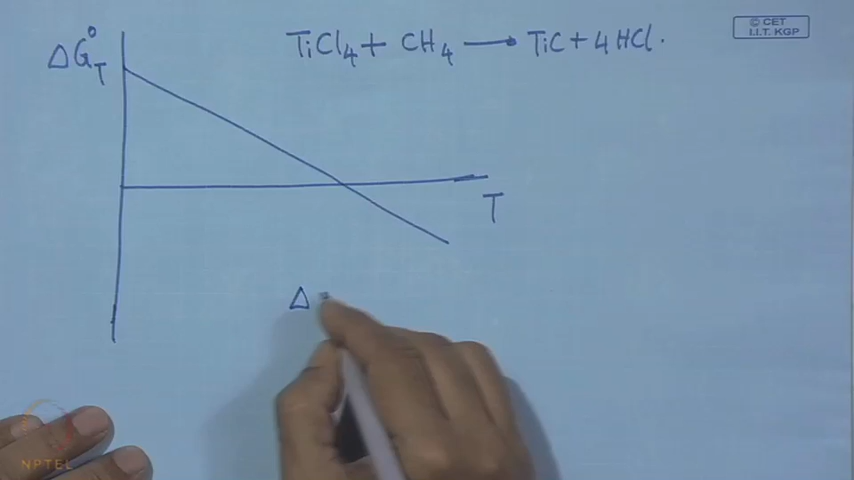 ΔG°T
TiCl4 + CH4 → TiC + 4HCl.
© CET
I.I.T. KGP
T
Δ
NPTEL